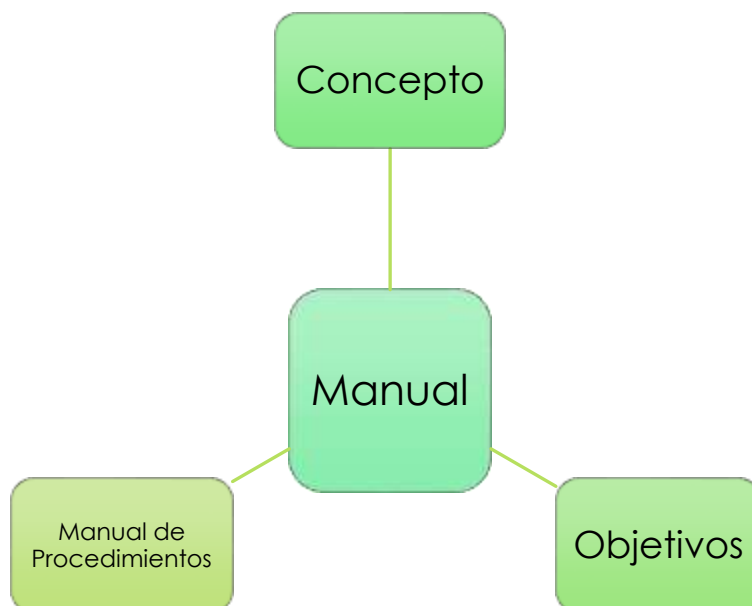 Concepto
Manual
Manual de
Procedimientos
Objetivos